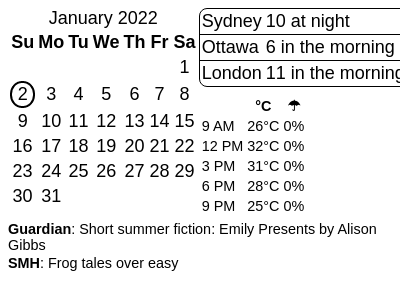 January 2022
Su Mo Tu We Th Fr Sa
1
2 3 4 5 6 7 8
9 10 11 12 13 14 15
16 17 18 19 20 21 22
23 24 25 26 27 28 29
30 31
Sydney 10 at night
Ottawa 6 in the morning
London 11 in the morning
°C ☂
9 AM 26°C 0%
12 PM 32°C 0%
3 PM 31°C 0%
6 PM 28°C 0%
9 PM 25°C 0%
Guardian: Short summer fiction: Emily Presents by Alison
Gibbs
SMH: Frog tales over easy